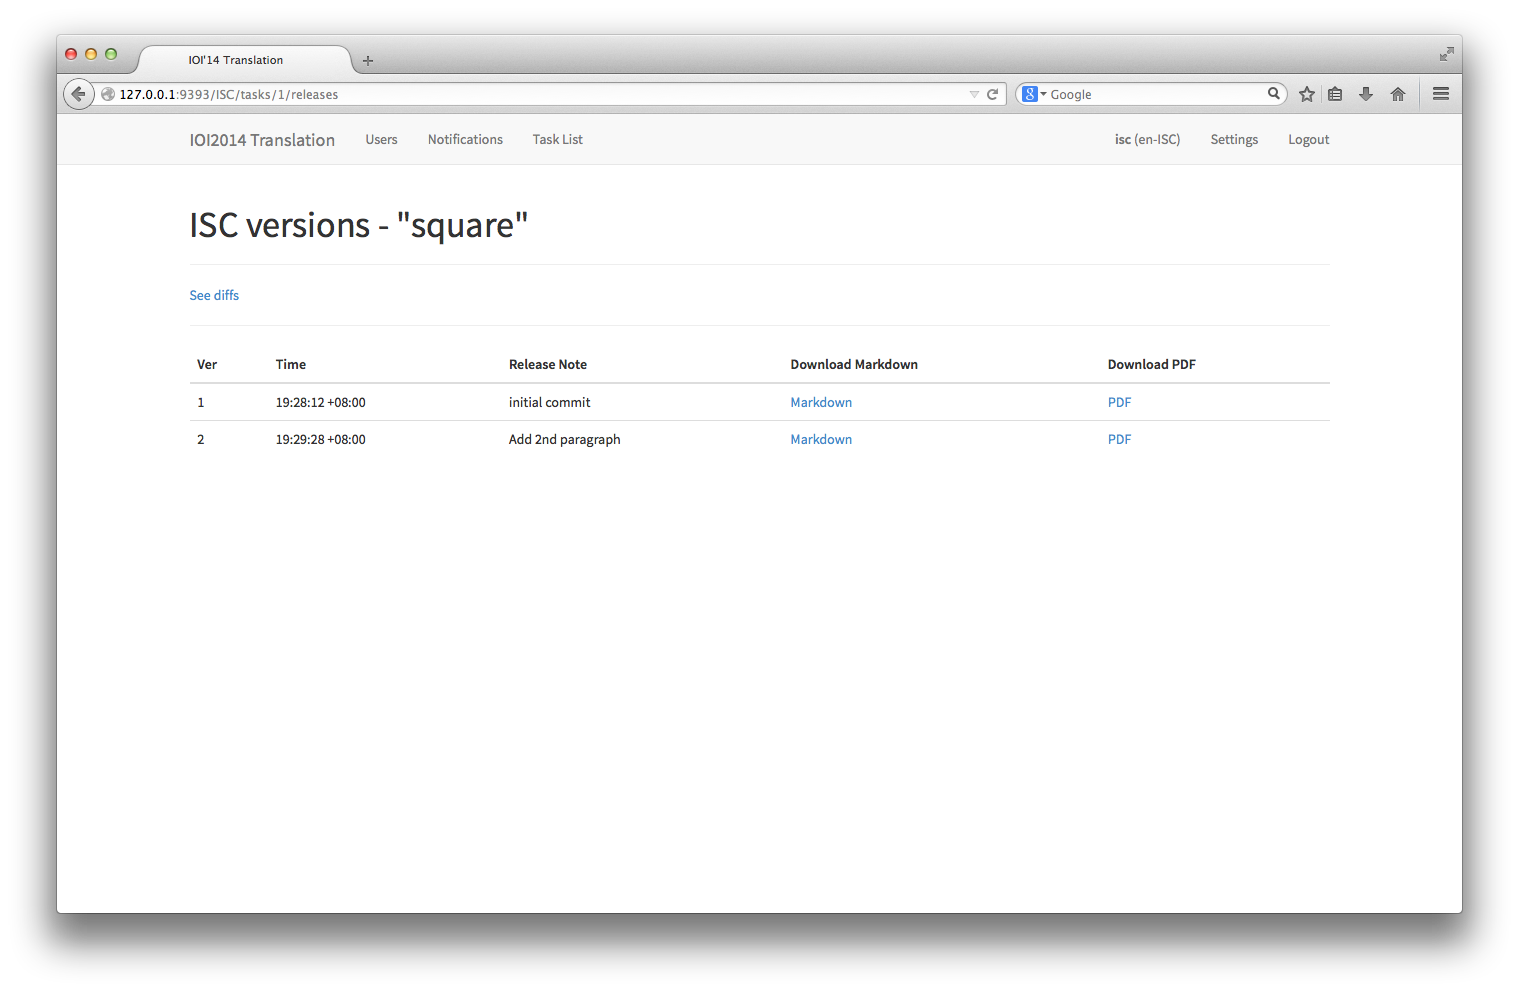 IOI'14 Translation
127.0.0.1:9393/ISC/tasks/1/releases
Google
IOI2014 Translation Users Notifications Task List isc (en-ISC) Settings Logout
ISC versions - "square"
See diffs
Ver Time Release Note Download Markdown Download PDF
1 19:28:12 +08:00 initial commit Markdown PDF
2 19:29:28 +08:00 Add 2nd paragraph Markdown PDF